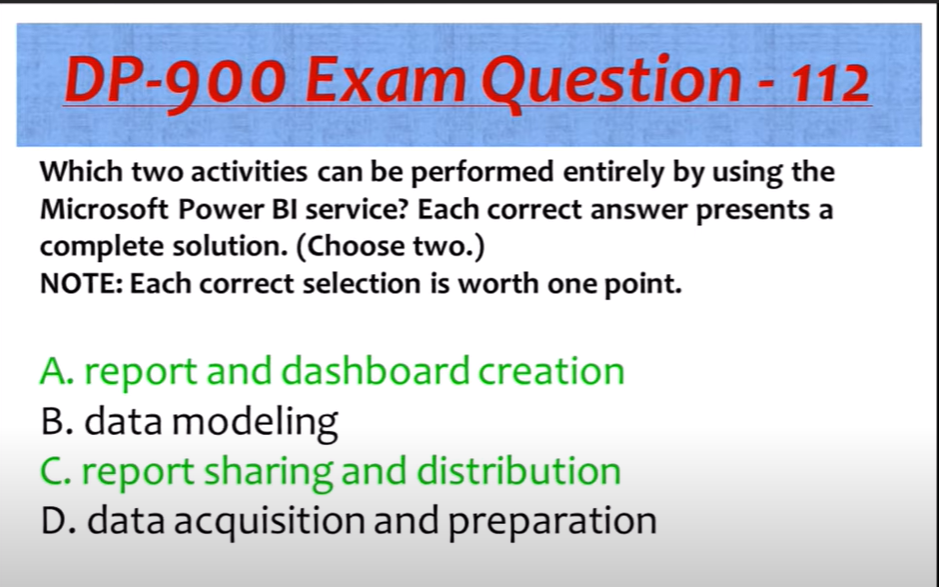 DP-900 Exam Question - 112
Which two activities can be performed entirely by using the
Microsoft Power BI service? Each correct answer presents a
complete solution. (Choose two.)
NOTE: Each correct selection is worth one point.
A. report and dashboard creation
B. data modeling
C. report sharing and distribution
D. data acquisition and preparation